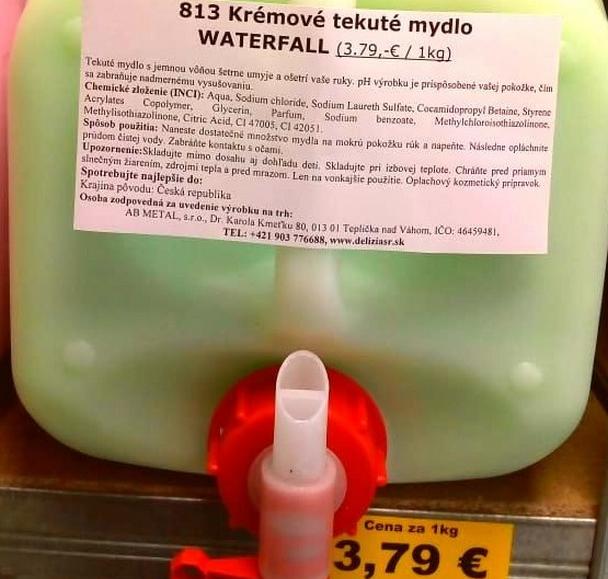 813 Krémové tekuté mydlo
WATERFALL (3.79,-€ / 1kg)
Tekuté mydlo s jemnou vôňou šetrne umyje a ošetrí vaše ruky. pH výrobku je prispôsobené vašej pokožke, čím
sa zabraňuje nadmernému vysušovaniu.
Chemické zloženie (INCI): Aqua, Sodium chloride, Sodium Laureth Sulfate, Cocamidopropyl Betaine, Styrene
Acrylates Copolymer, Glycerin, Parfum, Sodium benzoate, Methylchloroisothiazolinone,
Methylisothiazolinone, Citric Acid, CI 47005, CI 42051.
Spôsob použitia: Naneste dostatočné množstvo mydla na mokrú pokožku rúk a napeňte. Následne opláchnite
prúdom čistej vody. Zabráňte kontaktu s očami.
Upozornenie:Skladujte mimo dosahu aj dohľadu detí. Skladujte pri izbovej teplote. Chráňte pred priamym
slnečným žiarením, zdrojmi tepla a pred mrazom. Len na vonkajšie použitie. Oplachový kozmetický prípravok.
Spotrebujte najlepšie do:
Krajina pôvodu: Česká republika
Osoba zodpovedná za uvedenie výrobku na trh:
AB METAL, s.r.o., Dr. Karola Kmeťku 80, 013 01 Teplička nad Váhom, IČO: 46459481,
TEL: +421 903 776688, www.deliziasr.sk
Cena za 1kg
3,79 €